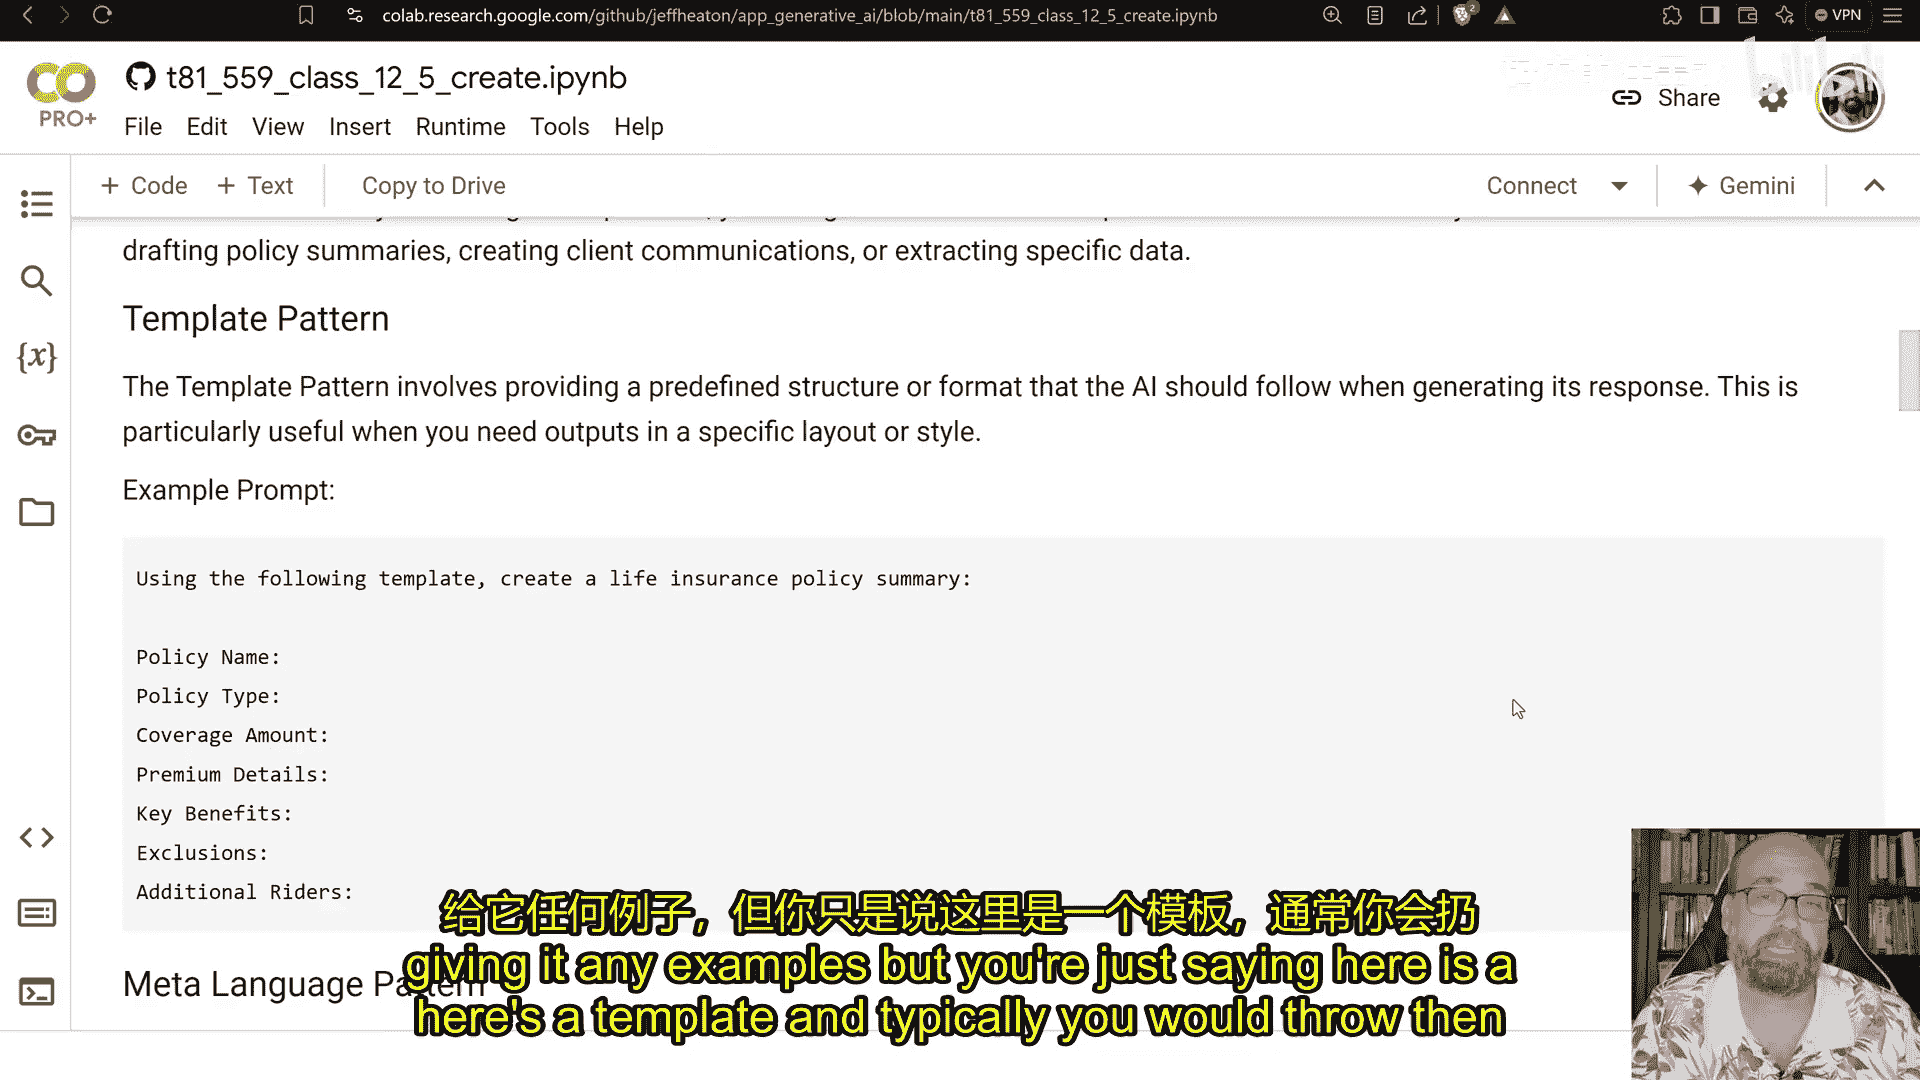 colab.research.google.com/github/jeffheaton/app_generative_ai/blob/main/t81_559_class_12_5_create.ipynb
2
VPN
t81_559_class_12_5_create.ipynb
PRO+
File Edit View Insert Runtime Tools Help
Share
bilibili
+ Code + Text Copy to Drive
Connect Gemini
drafting policy summaries, creating client communications, or extracting specific data.
Template Pattern
The Template Pattern involves providing a predefined structure or format that the AI should follow when generating its response. This is
particularly useful when you need outputs in a specific layout or style.
Example Prompt:
Using the following template, create a life insurance policy summary:
Policy Name:
Policy Type:
Coverage Amount:
Premium Details:
Key Benefits:
Exclusions:
Additional Riders:
给它任何例子，但你只是说这里是一个模板，通常你会扔
Meta Language Pattern
giving it any examples but you're just saying here is a
here's a template and typically you would throw then